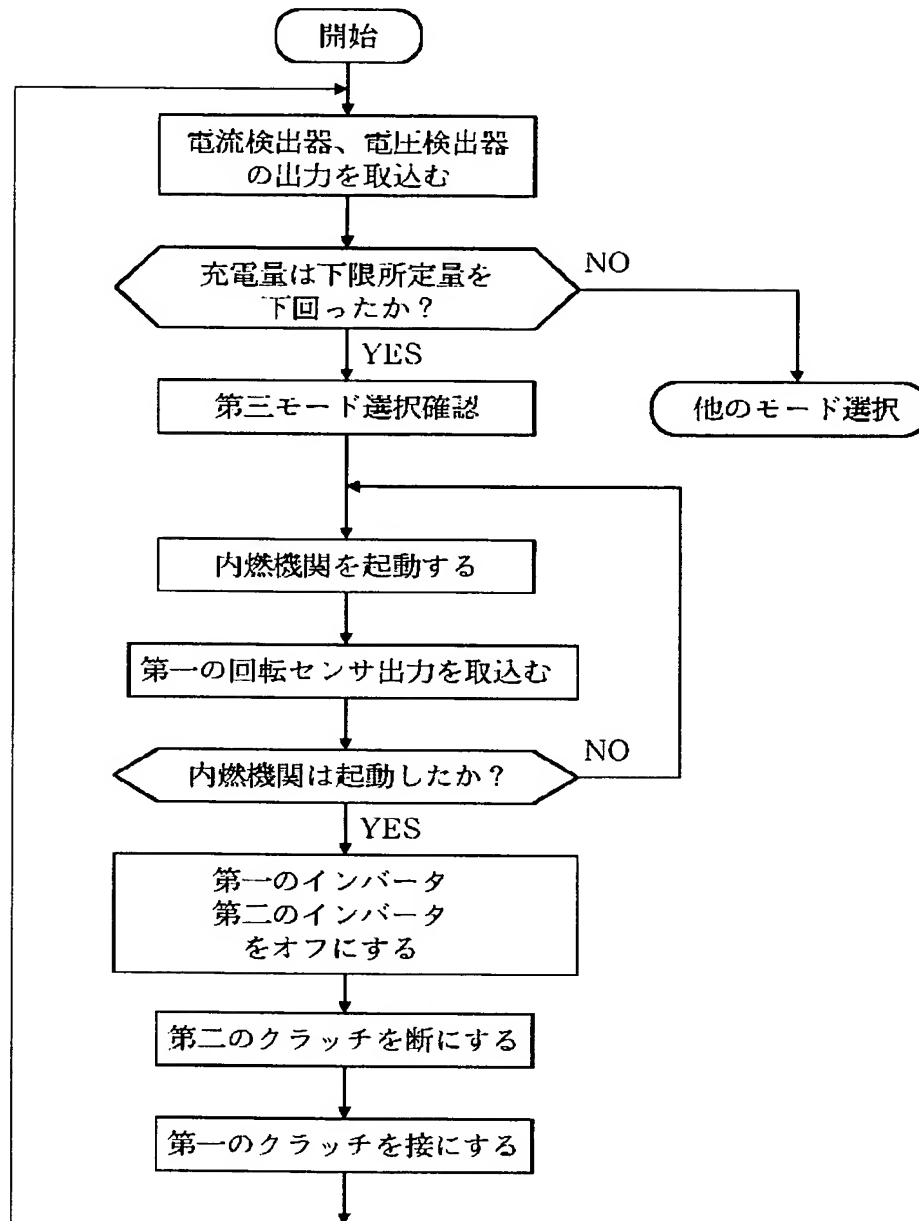 開始
電流検出器、電圧検出器
の出力を取込む
充電量は下限所定量を
下回ったか?
NO
YES
第三モード選択確認
他のモード選択
内燃機関を起動する
第一の回転センサ出力を取込む
内燃機関は起動したか?
NO
YES
第一のインバータ
第二のインバータ
をオフにする
第二のクラッチを断にする
第一のクラッチを接にする